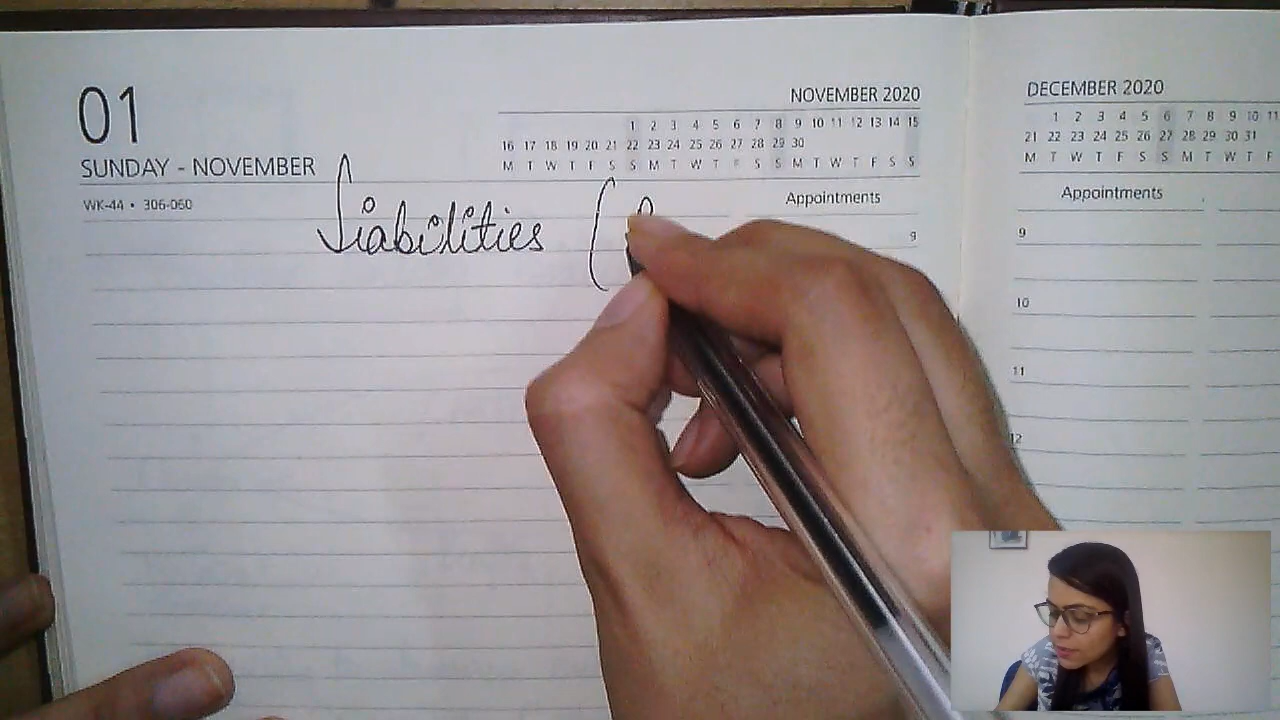 01
SUNDAY - NOVEMBER
WK-44 • 306-060
NOVEMBER 2020
1 2 3 4 5 6 7 8 9 10 11 12 13 14 15
16 17 18 19 20 21 22 23 24 25 26 27 28 29 30
M T W T F S S M T W T F S S M T W T F S S
Appointments
9
Liabilities (
DECEMBER 2020
1 2 3 4 5 6 7 8 9 10 11
21 22 23 24 25 26 27 28 29 30 31
M T W T F S S M T W T F
Appointments
9
10
11
12